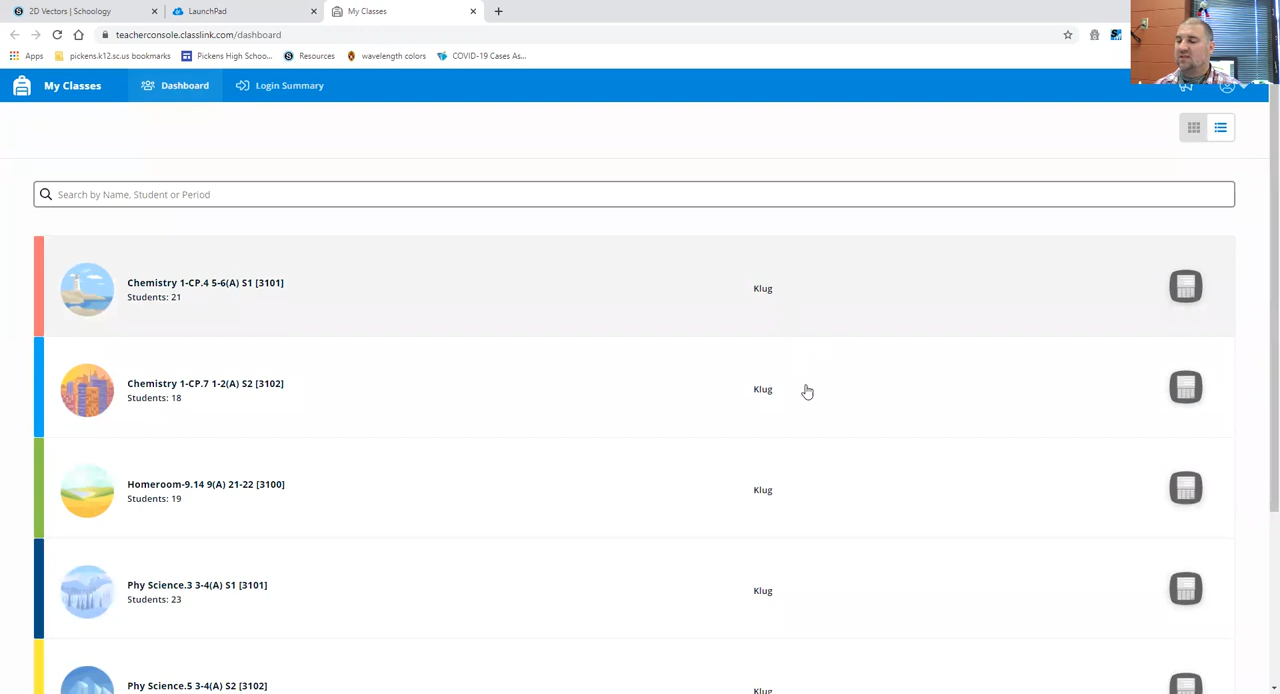 2D Vectors | Schoology
LaunchPad
My Classes
teacherconsole.classlink.com/dashboard
Apps
pickens.k12.sc.us bookmarks
Pickens High Schoo...
Resources
wavelength colors
COVID-19 Cases As...
My Classes
Dashboard
Login Summary
Search by Name, Student or Period
Chemistry 1-CP.4 5-6(A) S1 [3101]
Students: 21
Klug
Chemistry 1-CP.7 1-2(A) S2 [3102]
Students: 18
Klug
Homeroom-9.14 9(A) 21-22 [3100]
Students: 19
Klug
Phy Science.3 3-4(A) S1 [3101]
Students: 23
Klug
Phy Science.5 3-4(A) S2 [3102]
Klug